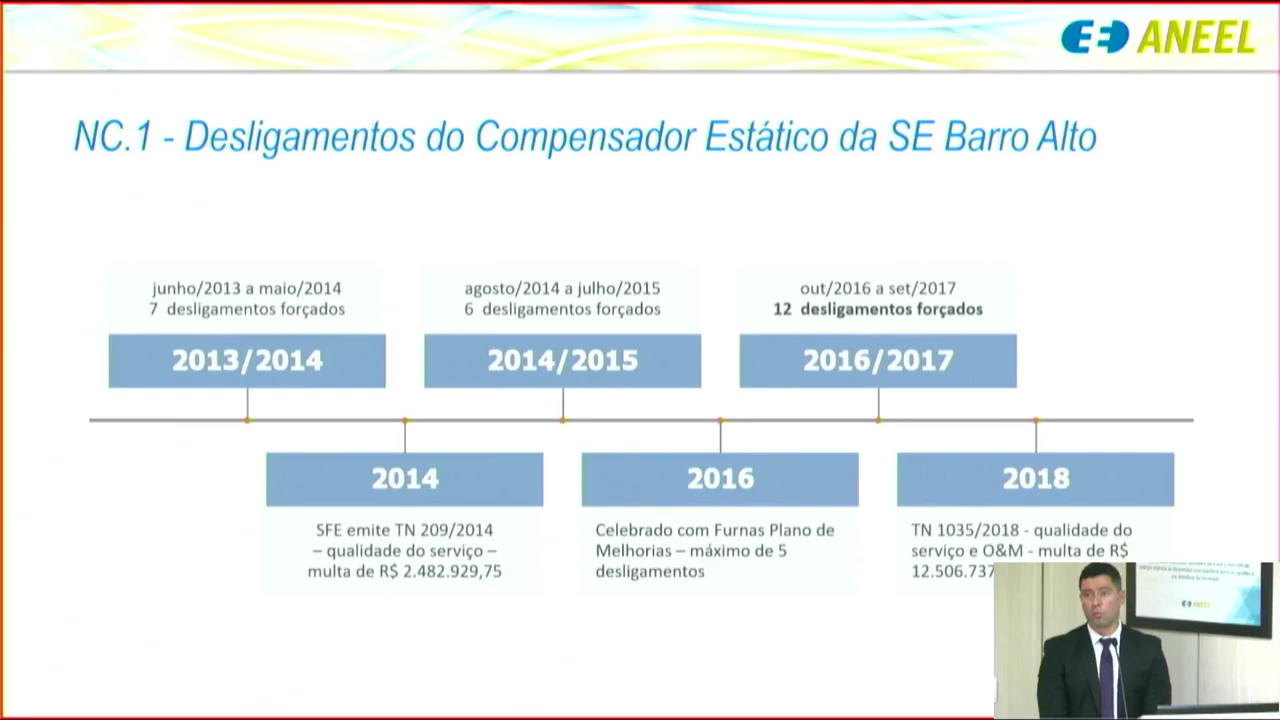 ANEEL
NC.1 - Desligamentos do Compensador Estático da SE Barro Alto
junho/2013 a maio/2014
7 desligamentos forçados
2013/2014
agosto/2014 a julho/2015
6 desligamentos forçados
2014/2015
out/2016 a set/2017
12 desligamentos forçados
2016/2017
2014
SFE emite TN 209/2014
– qualidade do serviço –
multa de R$ 2.482.929,75
2016
Celebrado com Furnas Plano de
Melhorias – máximo de 5
desligamentos
2018
TN 1035/2018 - qualidade do
serviço e O&M - multa de R$
12.506.737
ANEEL